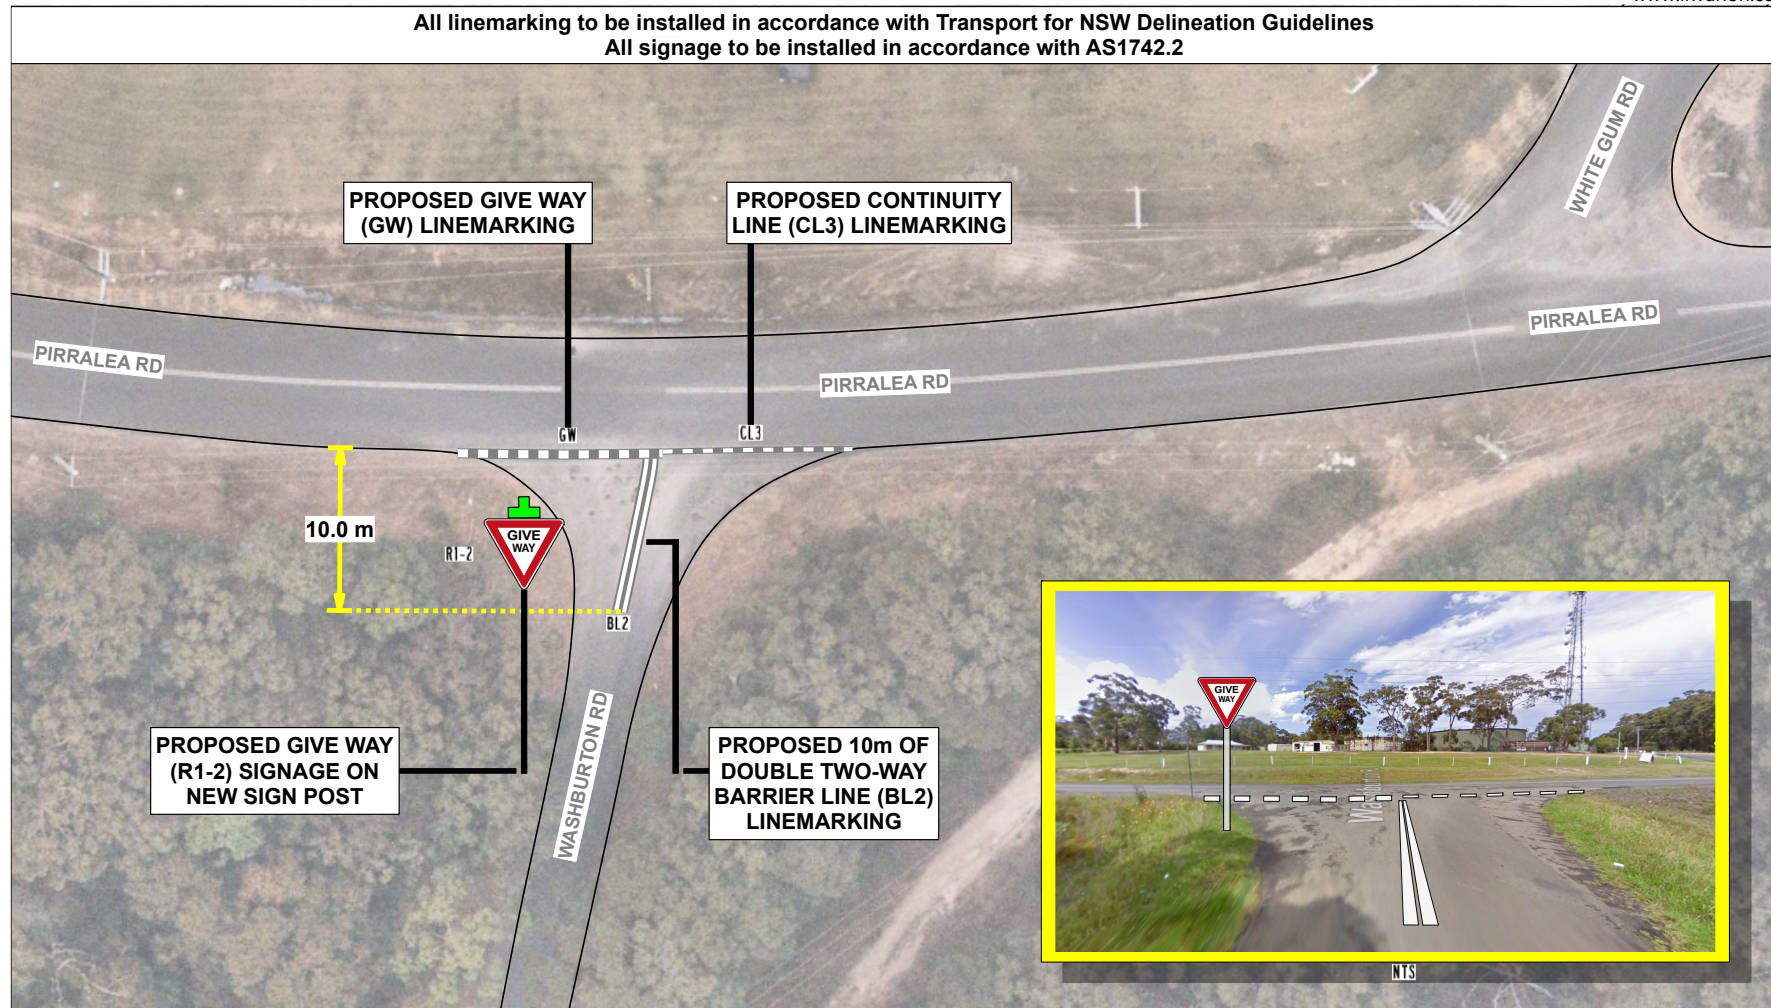 All linemarking to be installed in accordance with Transport for NSW Delineation Guidelines
All signage to be installed in accordance with AS1742.2
WHITE GUM RD
PROPOSED GIVE WAY
(GW) LINEMARKING
PROPOSED CONTINUITY
LINE (CL3) LINEMARKING
PIRRALEA RD
PIRRALEA RD
PIRRALEA RD
GW
CL3
10.0 m
R1-2
GIVE
WAY
BL2
WASHBURTON RD
PROPOSED GIVE WAY
(R1-2) SIGNAGE ON
NEW SIGN POST
PROPOSED 10m OF
DOUBLE TWO-WAY
BARRIER LINE (BL2)
LINEMARKING
GIVE
WAY
NTS